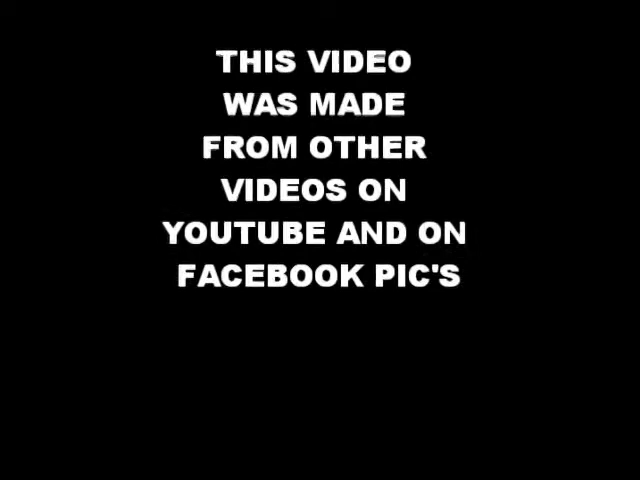 THIS VIDEO
WAS MADE
FROM OTHER
VIDEOS ON
YOUTUBE AND ON
FACEBOOK PIC'S